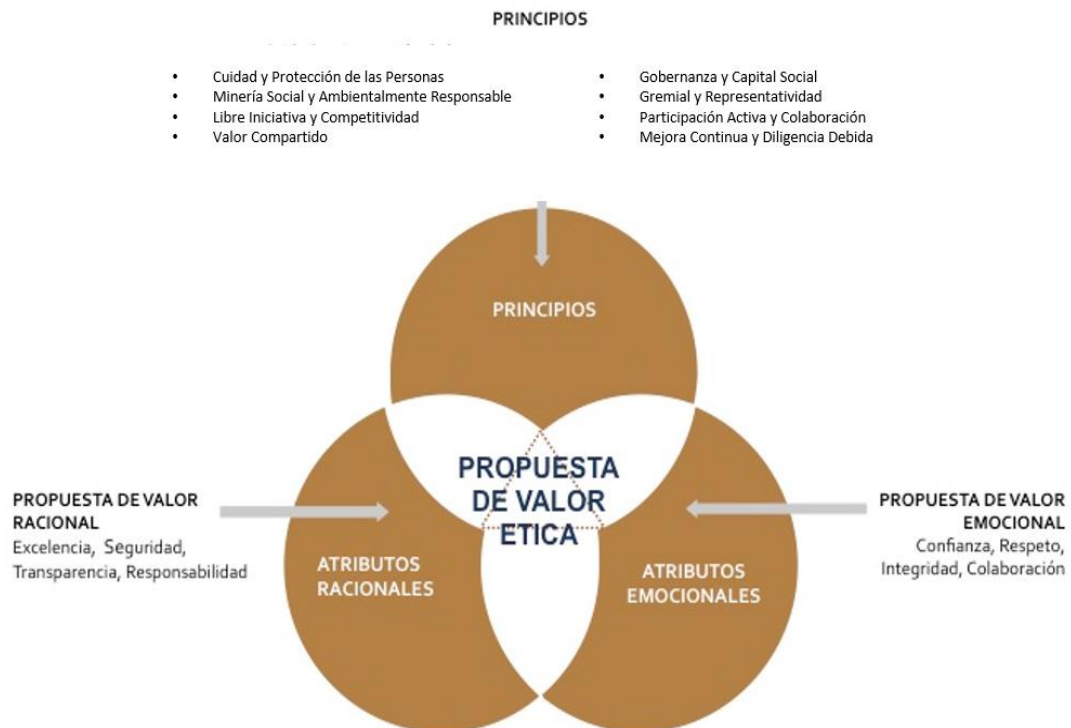 PRINCIPIOS
• Cuidad y Protección de las Personas
• Minería Social y Ambientalmente Responsable
• Libre Iniciativa y Competitividad
• Valor Compartido
• Gobernanza y Capital Social
• Gremial y Representatividad
• Participación Activa y Colaboración
• Mejora Continua y Diligencia Debida
PRINCIPIOS
PROPUESTA
DE VALOR
ETICA
PROPUESTA DE VALOR
RACIONAL
Excelencia, Seguridad,
Transparencia, Responsabilidad
ATRIBUTOS
RACIONALES
ATRIBUTOS
EMOCIONALES
PROPUESTA DE VALOR
EMOCIONAL
Confianza, Respeto,
Integridad, Colaboración